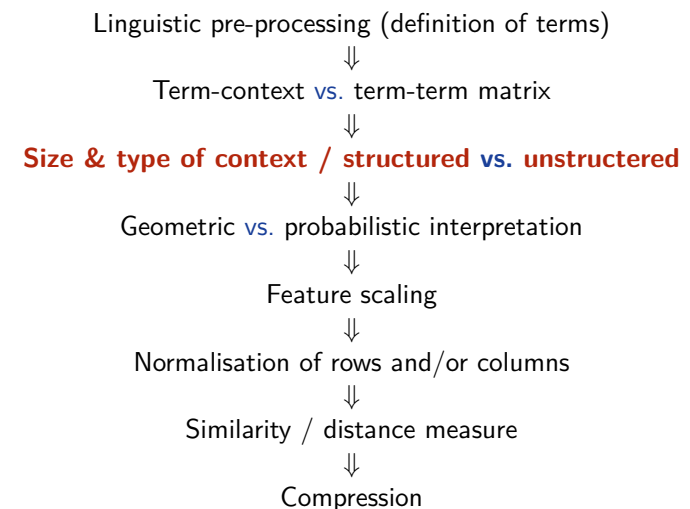 Linguistic pre-processing (definition of terms)
⇓
Term-context vs. term-term matrix
⇓
Size & type of context / structured vs. unstructered
⇓
Geometric vs. probabilistic interpretation
⇓
Feature scaling
⇓
Normalisation of rows and/or columns
⇓
Similarity / distance measure
⇓
Compression